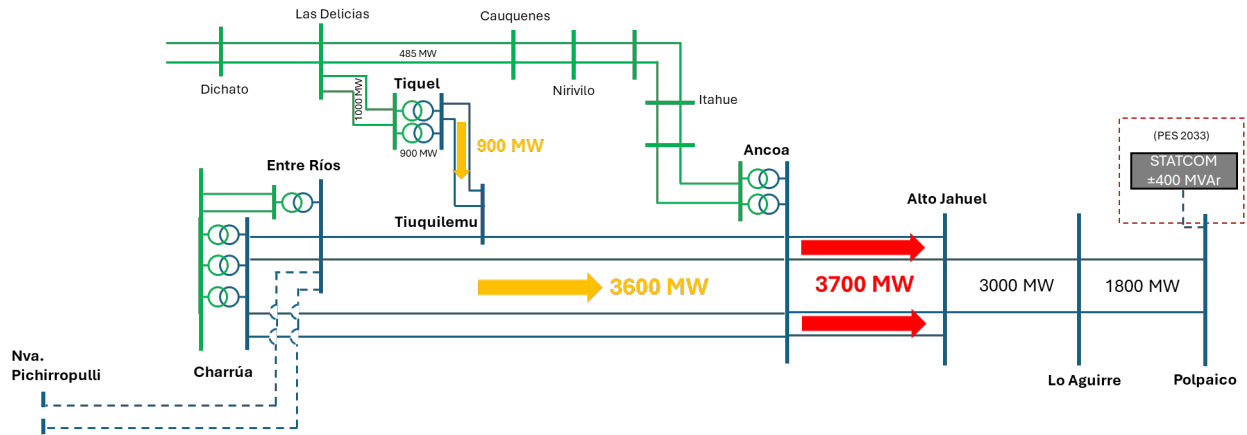 Las Delicias
Cauquenes
485 MW
Dichato
1000 MW
Tiquel
Nirivilo
Itahue
900 MW
900 MW
(PES 2033)
STATCOM
±400 MVAr
Entre Ríos
Ancoa
Tiuquilemu
Alto Jahuel
3600 MW
3700 MW
3000 MW
1800 MW
Nva.
Pichirropulli
Charrúa
Lo Aguirre
Polpaico